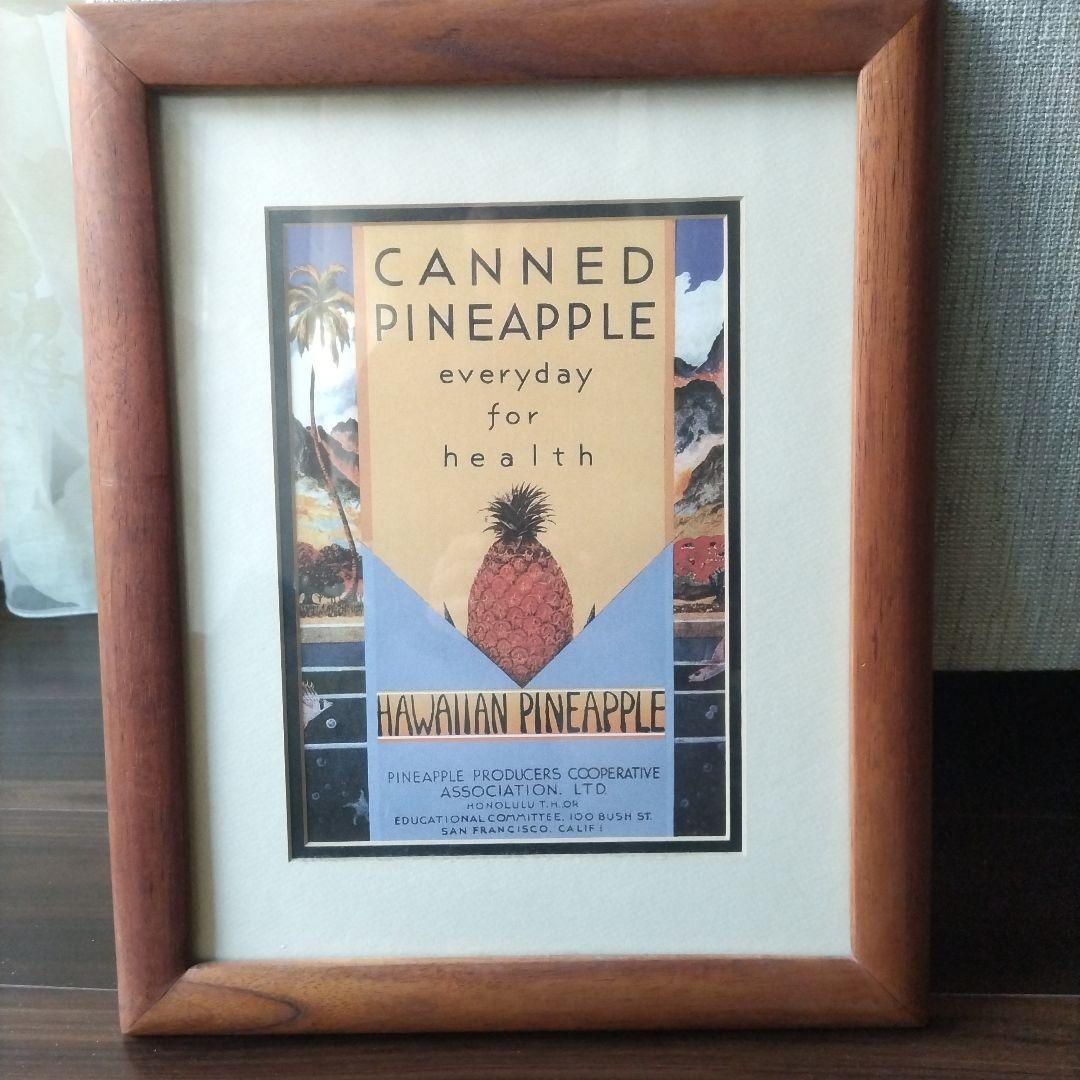 CANNED
PINEAPPLE
everyday
for
health
HAWAIIAN PINEAPPLE
PINEAPPLE PRODUCERS COOPERATIVE
ASSOCIATION. LTD.
HONOLULU T.H. OR
EDUCATIONAL COMMITTEE, 100 BUSH ST.
SAN FRANCISCO. CALIF